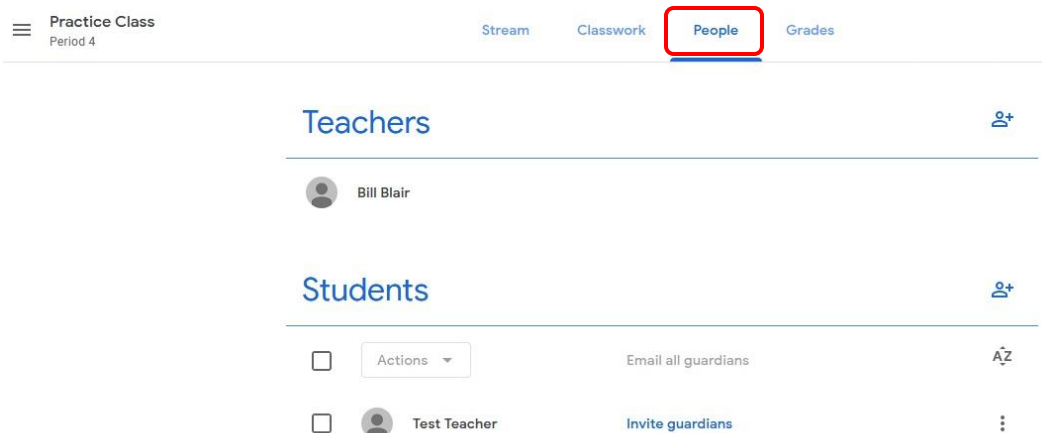 Practice Class
Period 4
Stream Classwork People Grades
Teachers
Bill Blair
Students
Actions Email all guardians AZ
Test Teacher Invite guardians